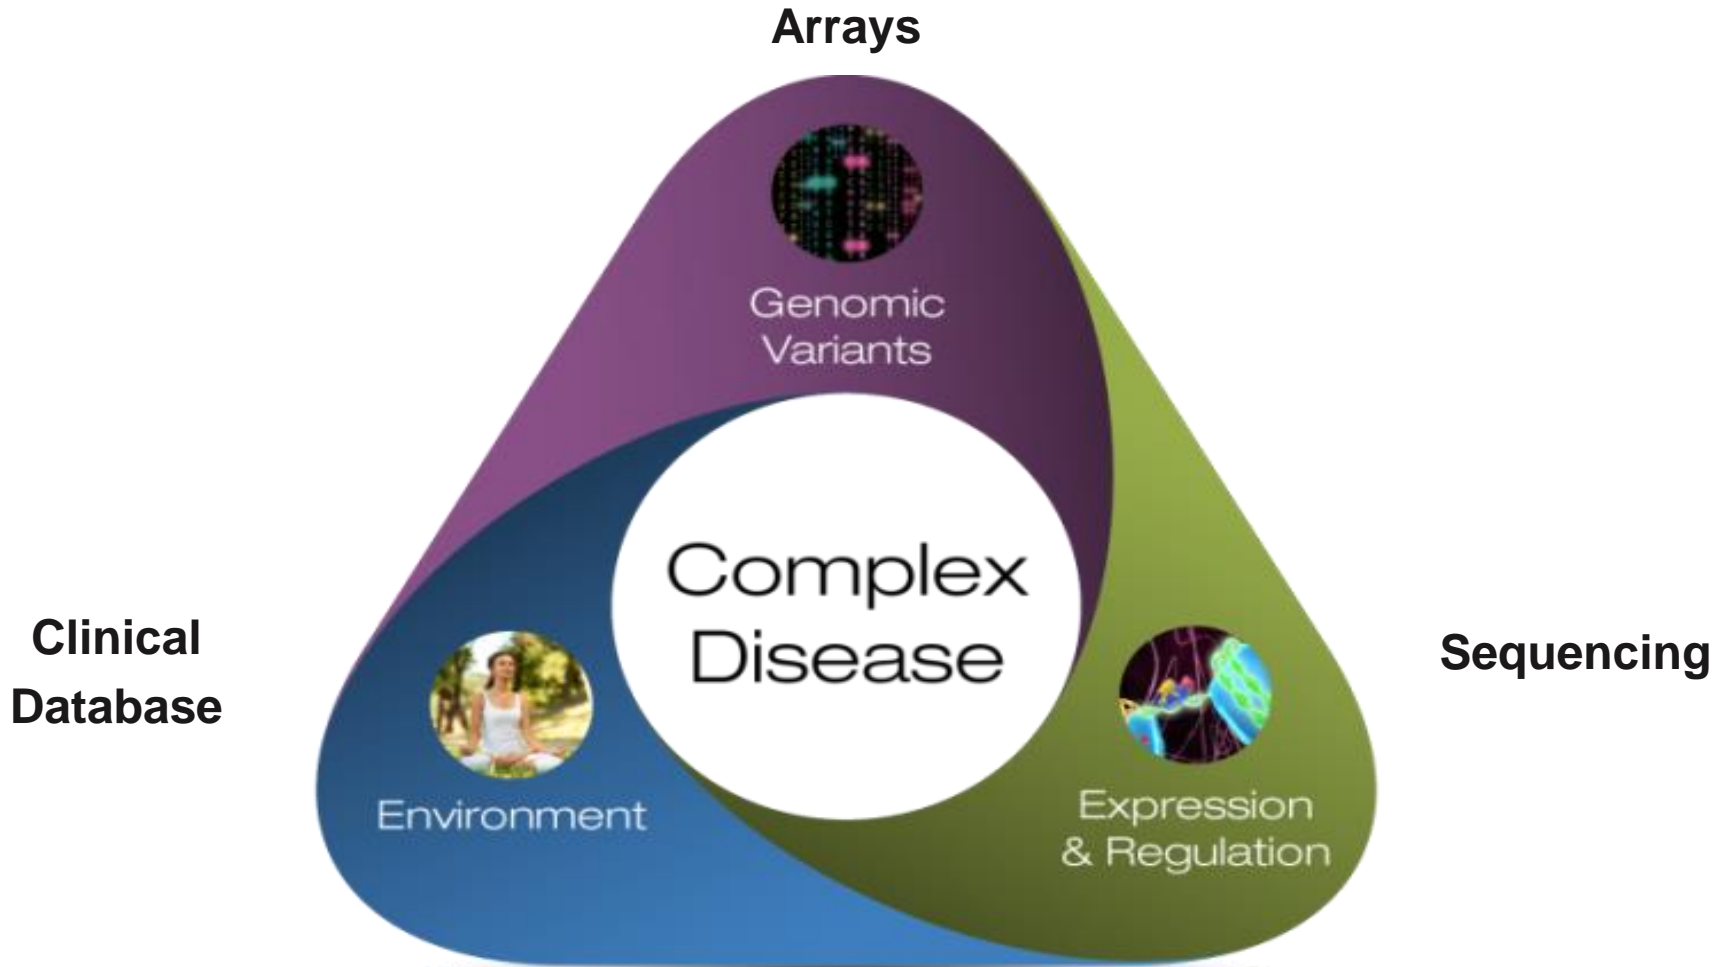 Arrays
Genomic
Variants
Complex
Disease
Clinical
Database
Sequencing
Environment
Expression
& Regulation